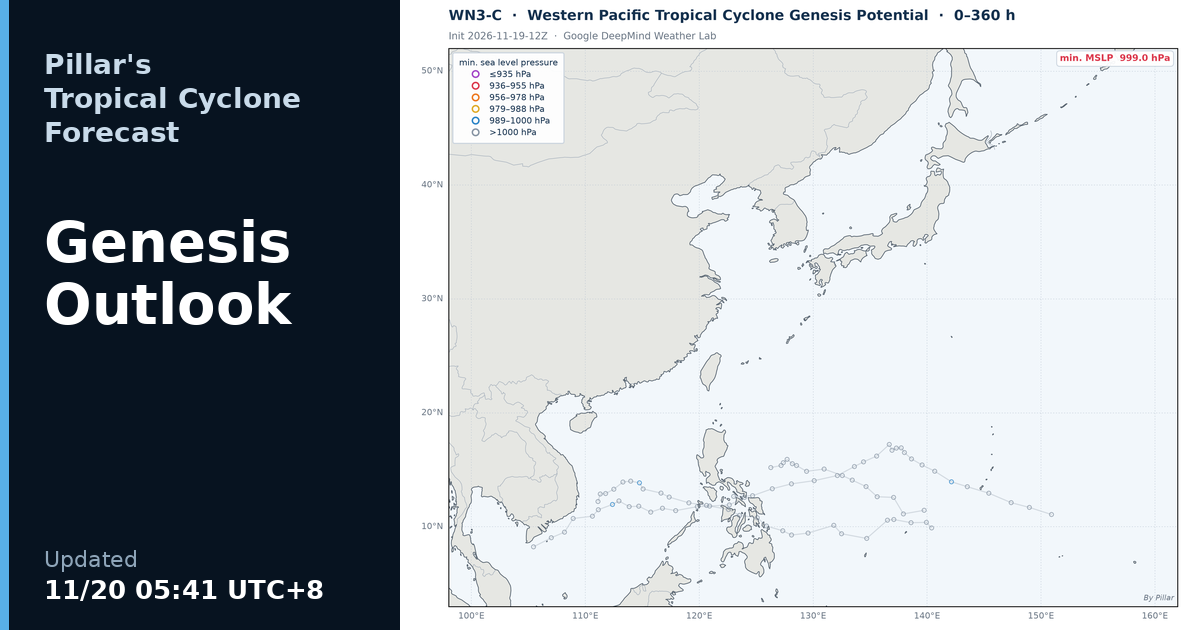 Pillar's
Tropical Cyclone
Forecast
Genesis
Outlook
Updated
11/20 05:41 UTC+8
WN3-C · Western Pacific Tropical Cyclone Genesis Potential · 0–360 h
Init 2026-11-19-12Z · Google DeepMind Weather Lab
min. sea level pressure
≤935 hPa
936–955 hPa
956–978 hPa
979–988 hPa
989–1000 hPa
>1000 hPa
min. MSLP 999.0 hPa
50°N
40°N
30°N
20°N
10°N
By Pillar
100°E
110°E
120°E
130°E
140°E
150°E
160°E